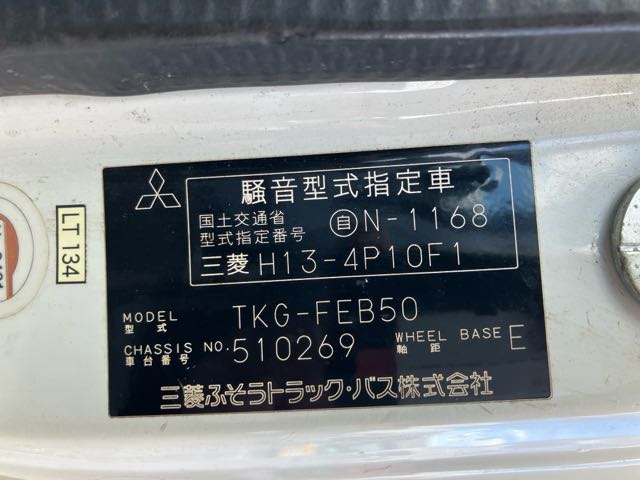 騒音型式指定車
国土交通省
型式指定番号 自N-1168
三菱 H13-4P10F1
MODEL
型式 TKG-FEB50
CHASSIS NO.
車台番号 510269 WHEEL BASE
軸距 E
三菱ふそうトラック・バス株式会社
LT134